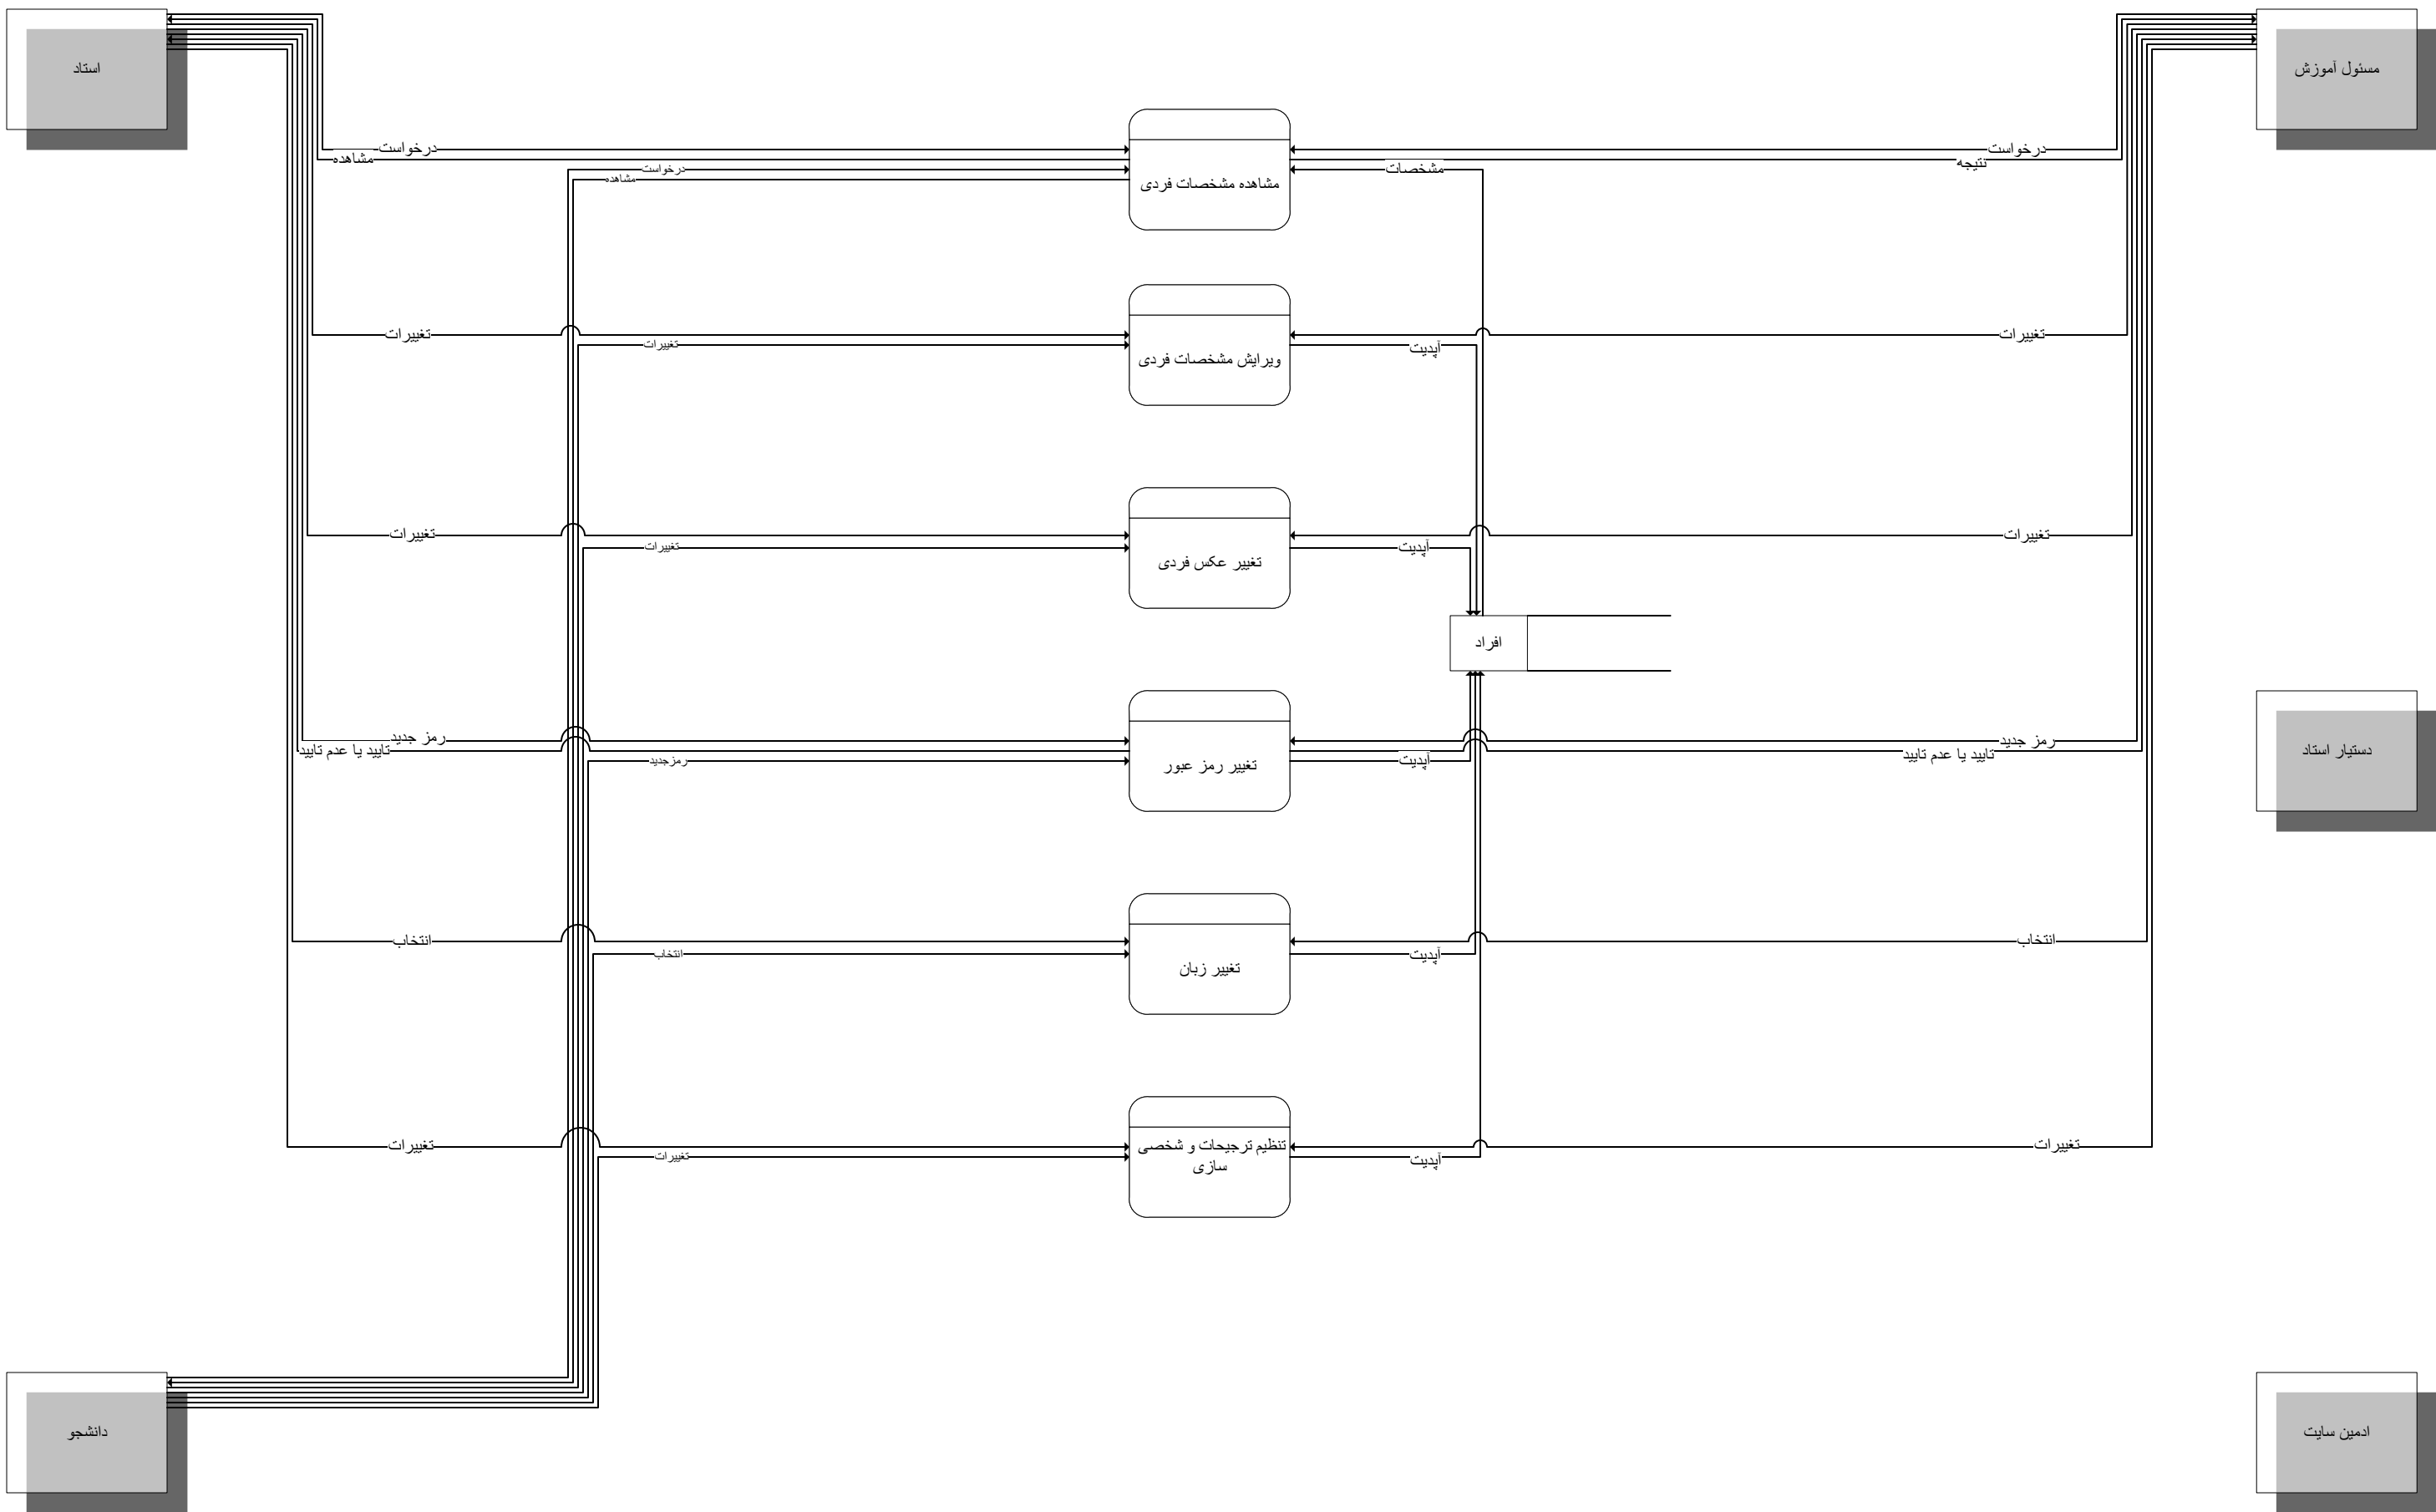 استاد
مسئول آموزش
درخواست
مشاهده
درخواست
مشاهده
مشاهده مشخصات فردی
مشخصات
درخواست
نتیجه
تغییرات
تغییرات
ویرایش مشخصات فردی
آپدیت
تغییرات
تغییرات
تغییرات
تغییر عکس فردی
آپدیت
تغییرات
افراد
رمز جدید
تایید یا عدم تایید
رمزجدید
تغییر رمز عبور
آپدیت
رمز جدید
تایید یا عدم تایید
دستیار استاد
انتخاب
انتخاب
تغییر زبان
آپدیت
انتخاب
تغییرات
تغییرات
تنظیم ترجیحات و شخصی
سازی
آپدیت
تغییرات
دانشجو
ادمین سایت